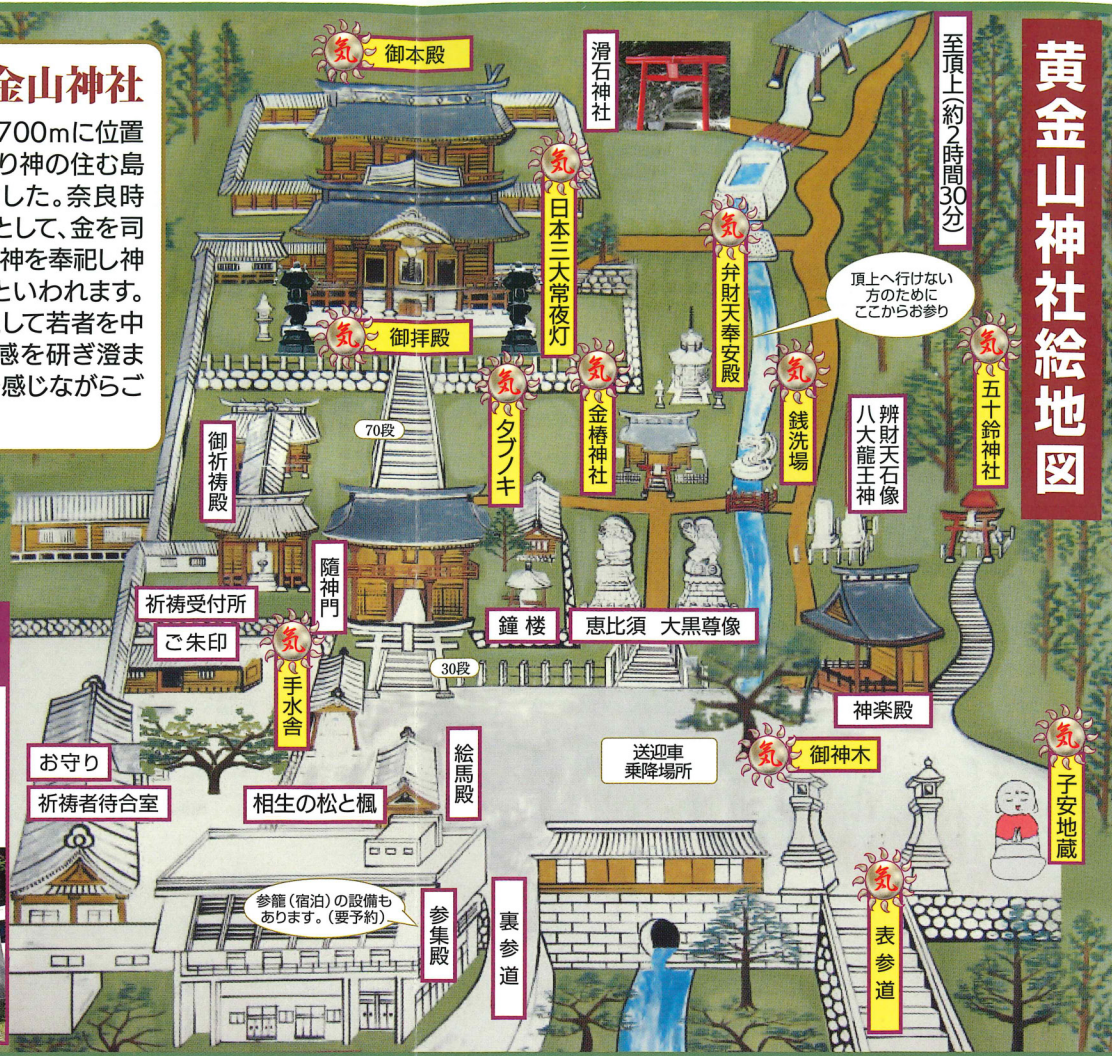 黄金山神社絵地図
金山神社
700mに位置
り神の住む島
した。奈良時
として、金を司
神を奉祀し神
といわれます。
して若者を中
感を研ぎ澄ま
感じながらご
気
御本殿
滑石神社
至頂上(約2時間30分)
気
日本三大常夜灯
気
弁財天奉安殿
頂上へ行けない
方のために
ここからお参り
気
御拝殿
気
五十鈴神社
気
タブノキ
気
金椿神社
気
銭洗場
辨財天石像
八大龍王神
70段
御祈祷殿
隨神門
祈祷受付所
ご朱印
気
手水舎
鐘楼
恵比須 大黒尊像
30段
神楽殿
お守り
祈祷者待合室
相生の松と楓
絵馬殿
送迎車
乗降場所
気
御神木
気
子安地蔵
参籠(宿泊)の設備も
あります。(要予約)
参集殿
裏参道
気
表参道